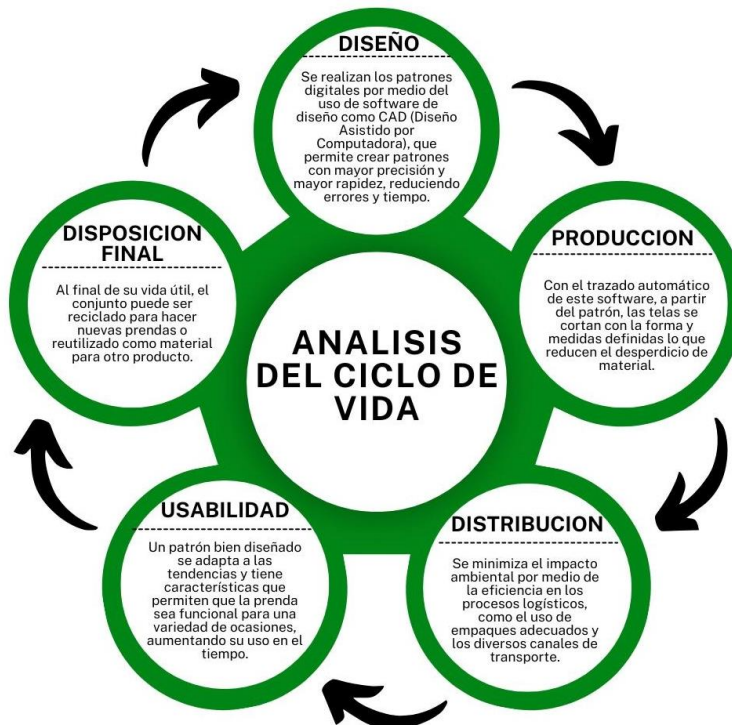 DISEÑO
Se realizan los patrones
digitales por medio del
uso de software de
diseño como CAD (Diseño
Asistido por
Computadora), que
permite crear patrones
con mayor precisión y
mayor rapidez, reduciendo
errores y tiempo.
PRODUCCION
Con el trazado automático
de este software, a partir
del patrón, las telas se
cortan con la forma y
medidas definidas lo que
reducen el desperdicio de
material.
DISTRIBUCION
Se minimiza el impacto
ambiental por medio de
la eficiencia en los
procesos logísticos,
como el uso de
empaques adecuados y
los diversos canales de
transporte.
USABILIDAD
Un patrón bien diseñado
se adapta a las
tendencias y tiene
características que
permiten que la prenda
sea funcional para una
variedad de ocasiones,
aumentando su uso en el
tiempo.
DISPOSICION
FINAL
Al final de su vida útil, el
conjunto puede ser
reciclado para hacer
nuevas prendas o
reutilizado como material
para otro producto.
ANALISIS
DEL CICLO DE
VIDA